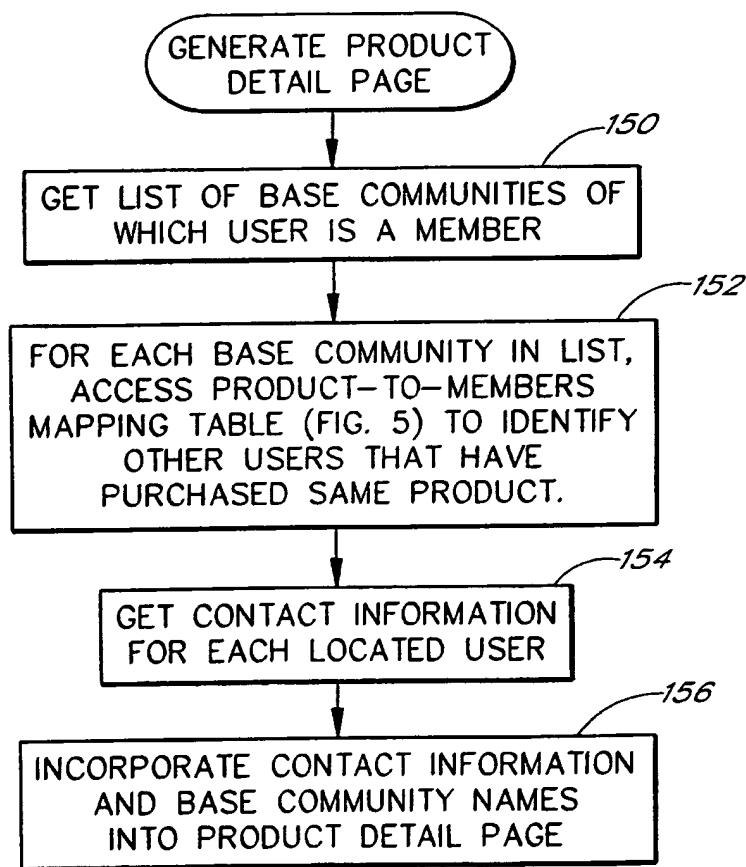 GENERATE PRODUCT
DETAIL PAGE
150
GET LIST OF BASE COMMUNITIES OF
WHICH USER IS A MEMBER
152
FOR EACH BASE COMMUNITY IN LIST,
ACCESS PRODUCT-TO-MEMBERS
MAPPING TABLE (FIG. 5) TO IDENTIFY
OTHER USERS THAT HAVE
PURCHASED SAME PRODUCT.
154
GET CONTACT INFORMATION
FOR EACH LOCATED USER
156
INCORPORATE CONTACT INFORMATION
AND BASE COMMUNITY NAMES
INTO PRODUCT DETAIL PAGE